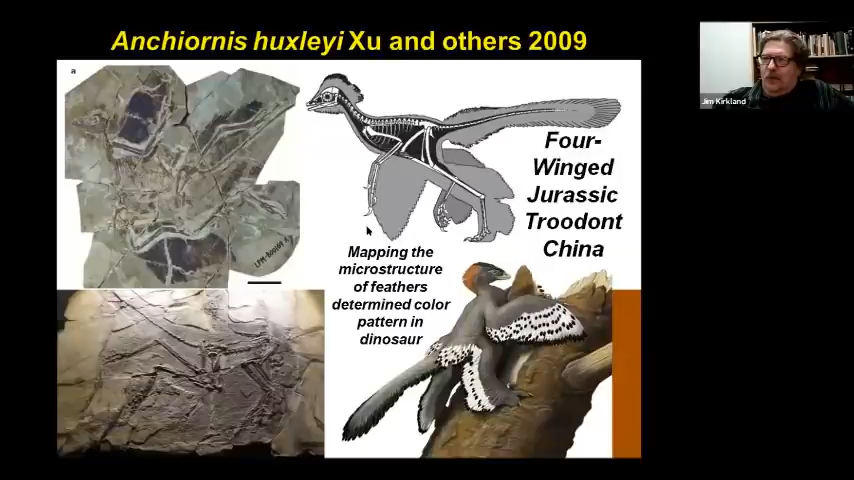 Anchiornis huxleyi Xu and others 2009
a
Jim Kirkland
Four-
Winged
Jurassic
Troodont
China
Mapping the
microstructure
of feathers
determined color
pattern in
dinosaur